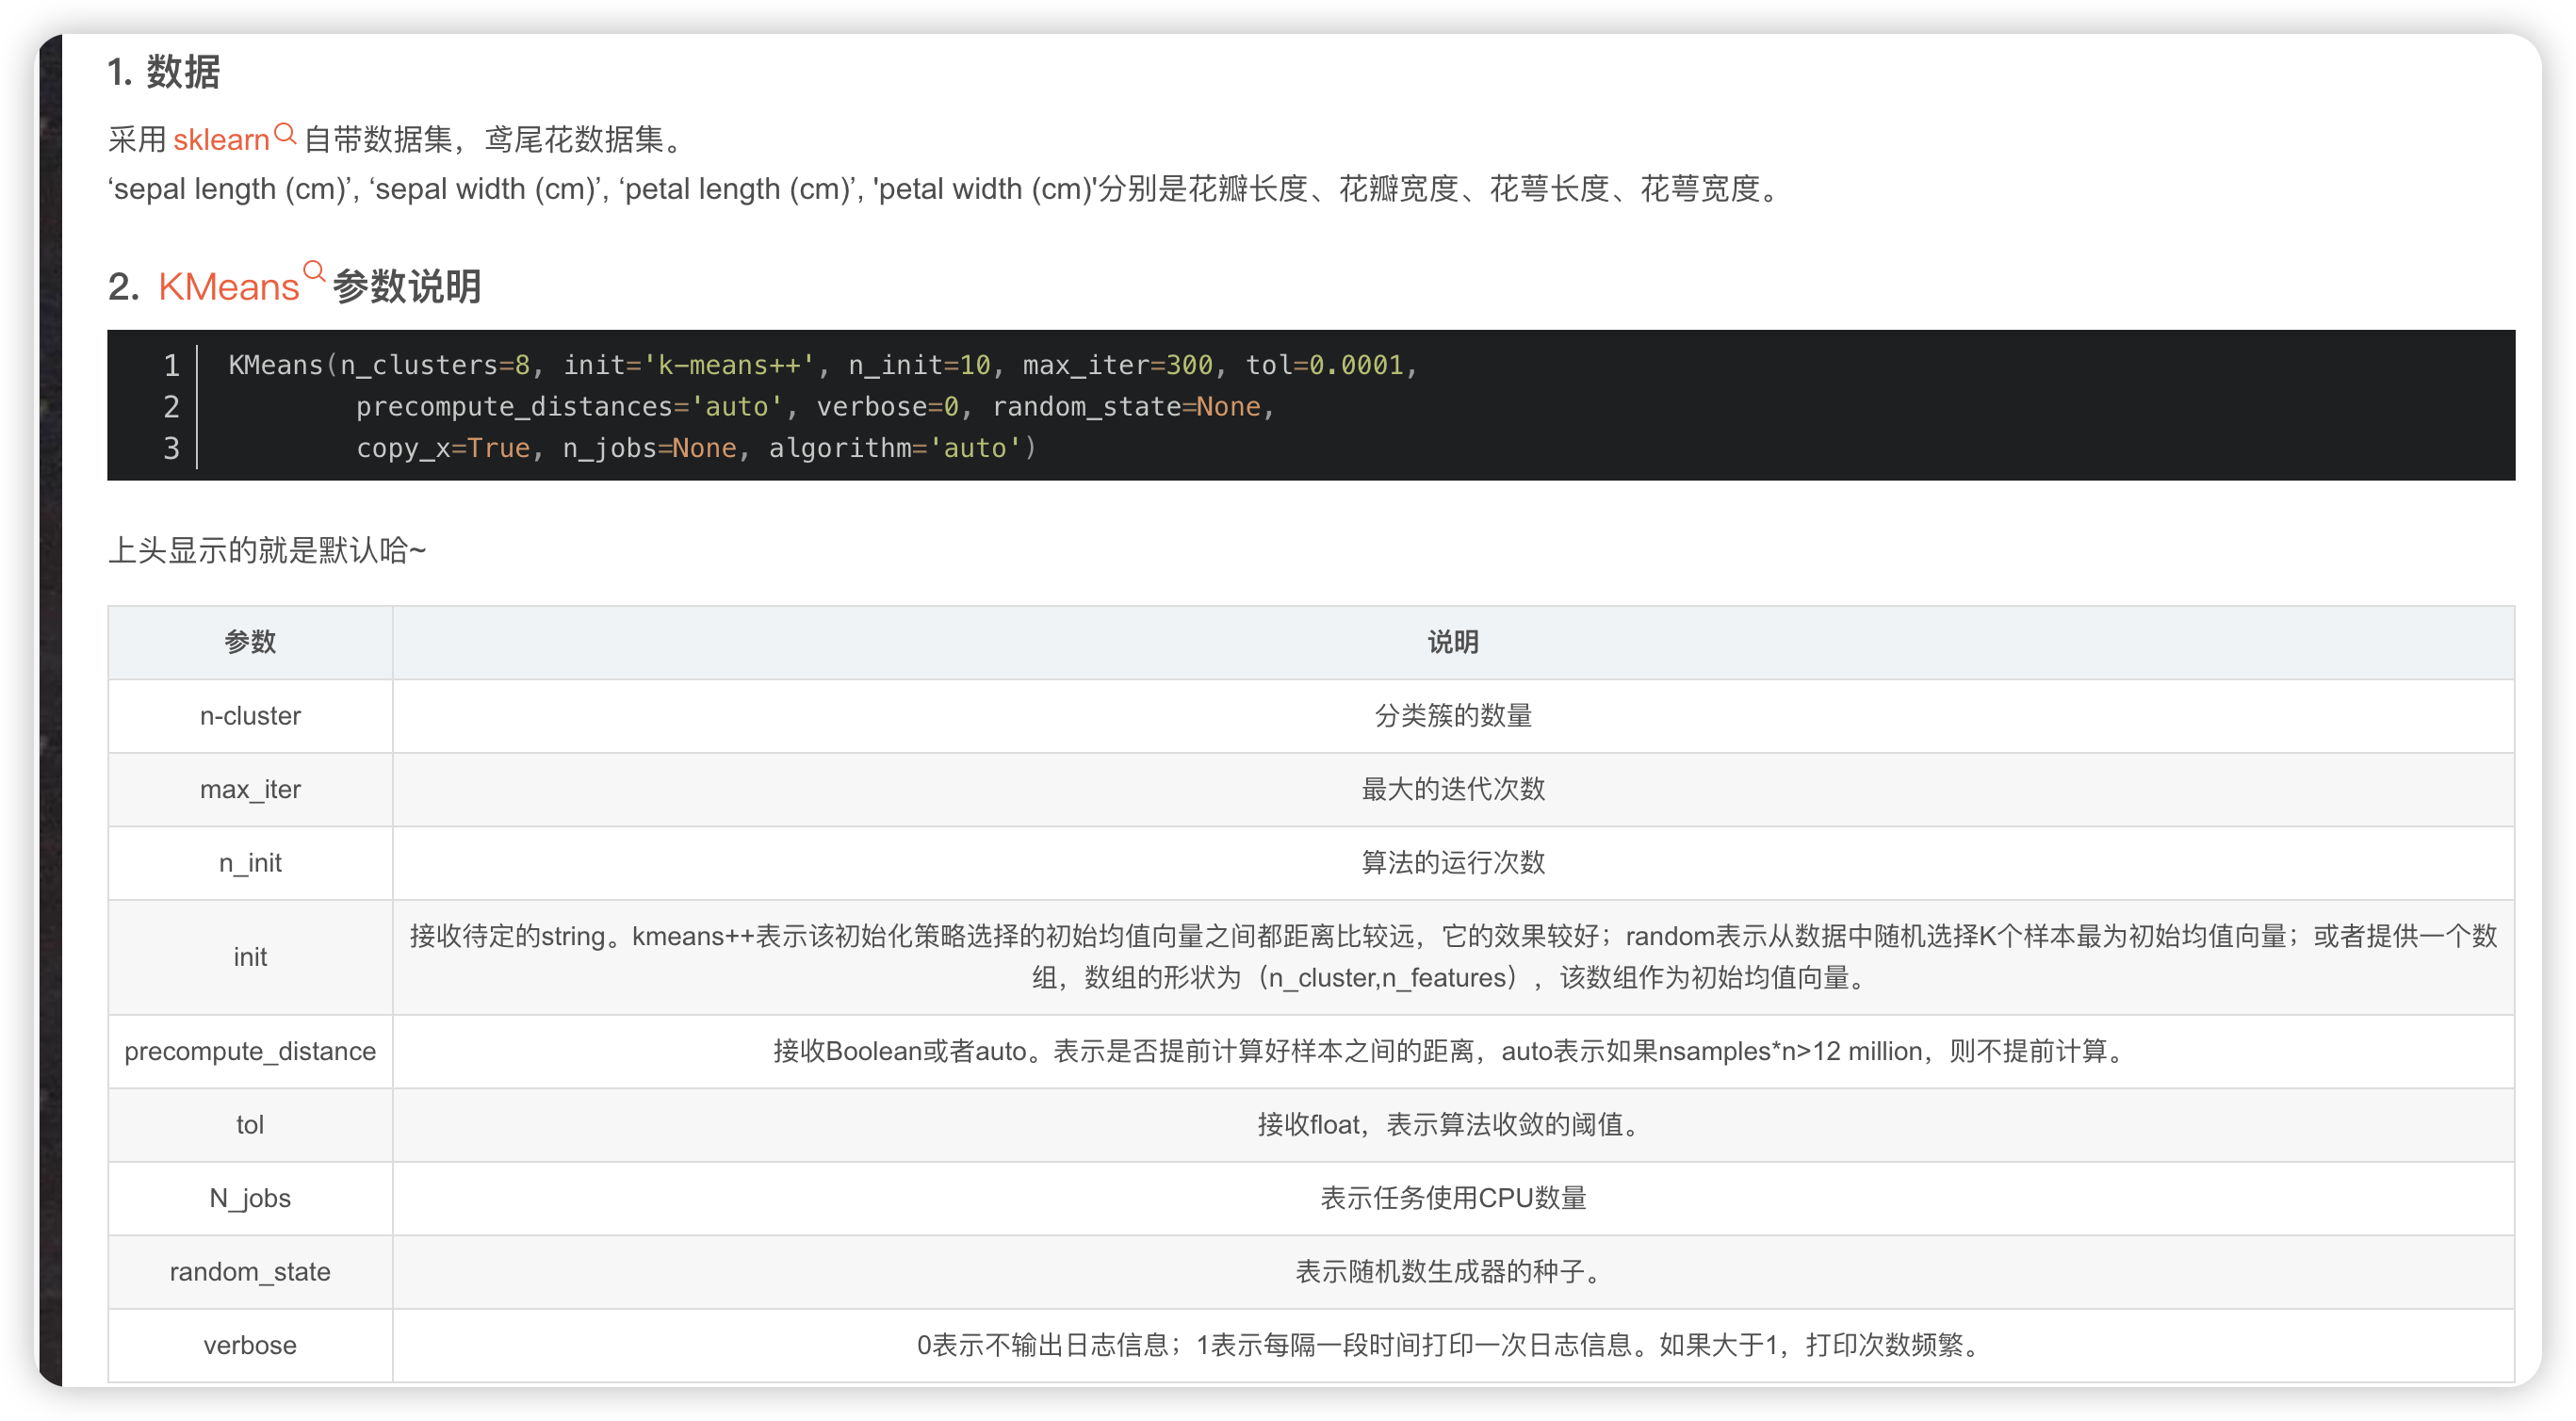 1. 数据
采用 sklearn 自带数据集，鸢尾花数据集。
‘sepal length (cm)’, ‘sepal width (cm)’, ‘petal length (cm)’, 'petal width (cm)'分别是花瓣长度、花瓣宽度、花萼长度、花萼宽度。
2. KMeans 参数说明
1 KMeans(n_clusters=8, init='k-means++', n_init=10, max_iter=300, tol=0.0001,
2 precompute_distances='auto', verbose=0, random_state=None,
3 copy_x=True, n_jobs=None, algorithm='auto')
上头显示的就是默认哈~
参数 说明
n-cluster 分类簇的数量
max_iter 最大的迭代次数
n_init 算法的运行次数
init 接收待定的string。kmeans++表示该初始化策略选择的初始均值向量之间都距离比较远，它的效果较好；random表示从数据中随机选择K个样本最为初始均值向量；或者提供一个数
组，数组的形状为（n_cluster,n_features），该数组作为初始均值向量。
precompute_distance 接收Boolean或者auto。表示是否提前计算好样本之间的距离，auto表示如果nsamples*n>12 million，则不提前计算。
tol 接收float，表示算法收敛的阈值。
N_jobs 表示任务使用CPU数量
random_state 表示随机数生成器的种子。
verbose 0表示不输出日志信息；1表示每隔一段时间打印一次日志信息。如果大于1，打印次数频繁。